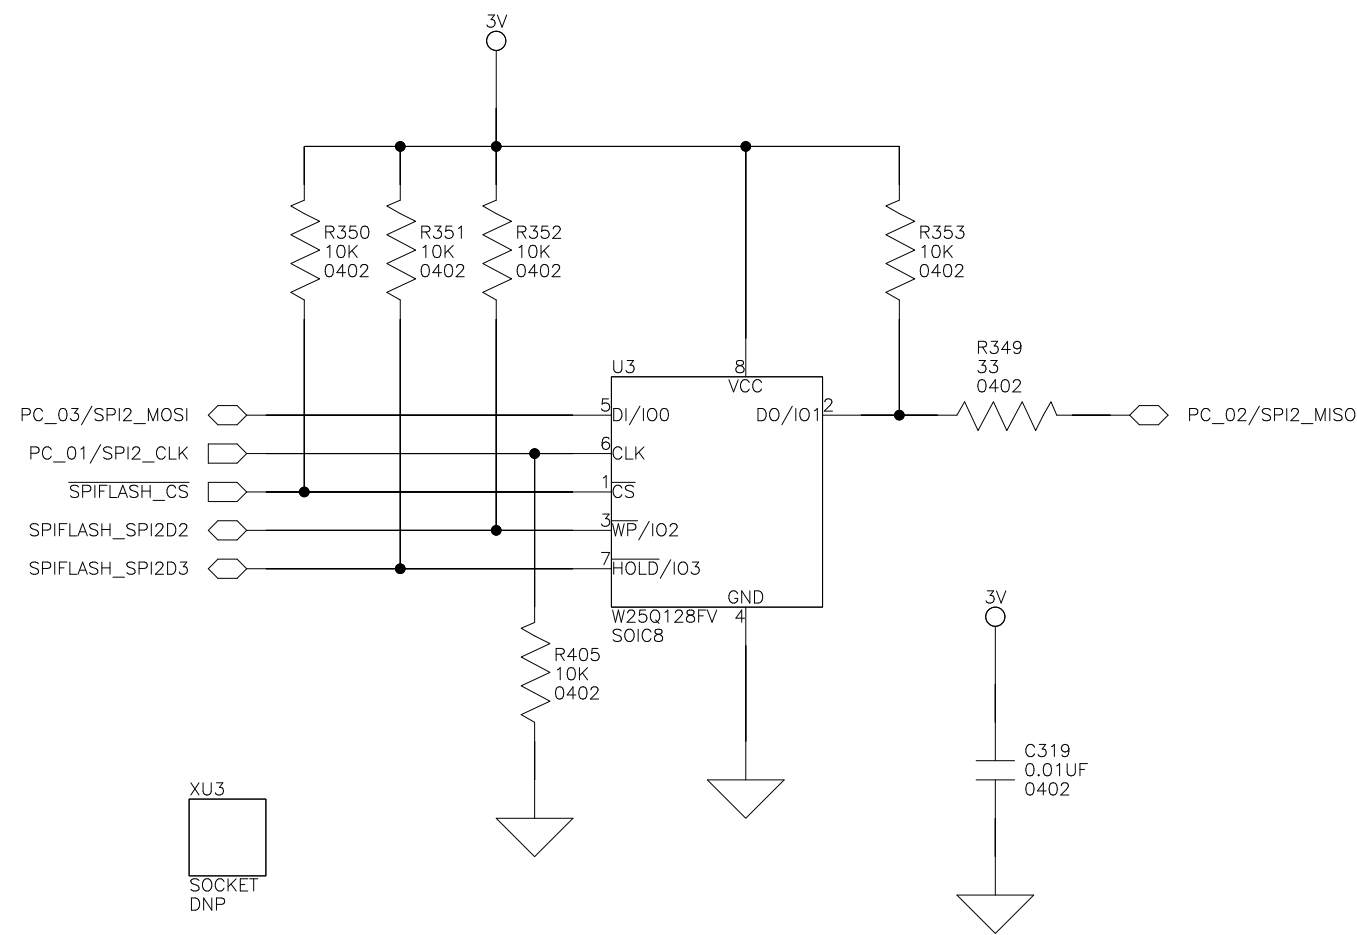 3V
R350
10K
0402
R351
10K
0402
R352
10K
0402
R353
10K
0402
R349
33
0402
U3
8
VCC
PC_03/SPI2_MOSI
5
DI/IO0
DO/IO1
2
PC_02/SPI2_MISO
PC_01/SPI2_CLK
6
CLK
SPIFLASH_CS
1
CS
SPIFLASH_SPI2D2
3
WP/IO2
SPIFLASH_SPI2D3
7
HOLD/IO3
GND
4
W25Q128FV
SOIC8
R405
10K
0402
3V
C319
0.01UF
0402
XU3
SOCKET
DNP